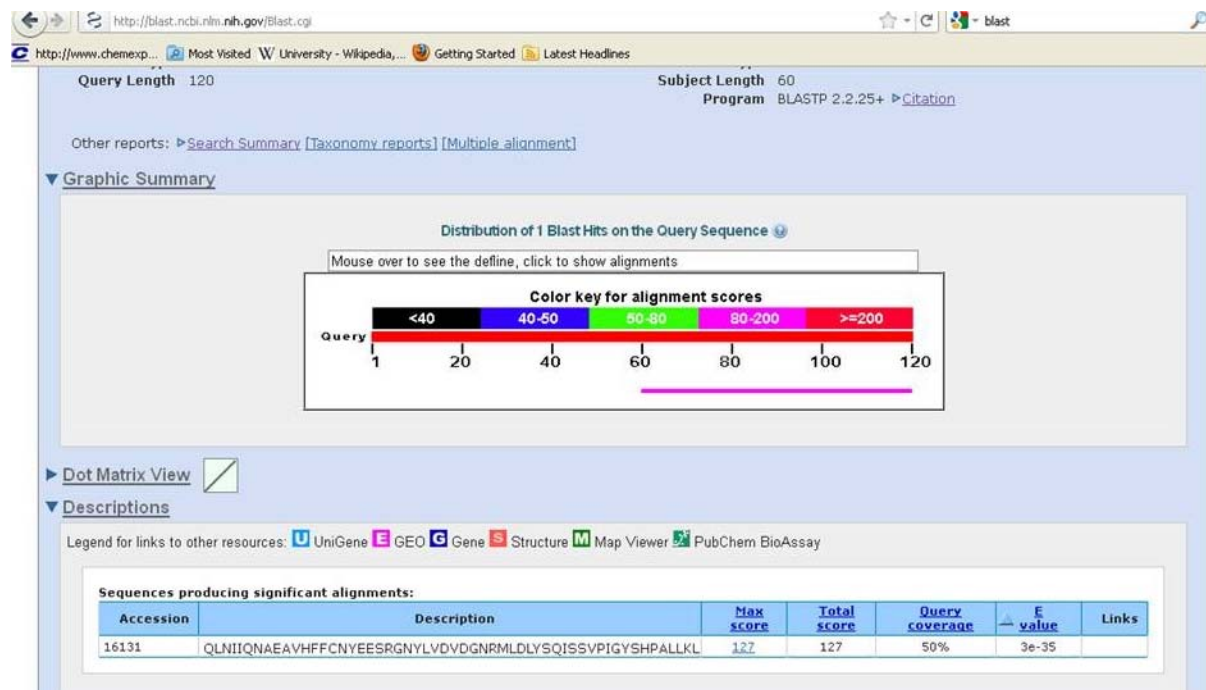 http://blast.ncbi.nlm.nih.gov/Blast.cgi blast
http://www.chemexp... Most Visited University - Wikipedia,... Getting Started Latest Headlines
Query Length 120 Subject Length 60
Program BLASTP 2.2.25+ Citation
Other reports: Search Summary [Taxonomy reports] [Multiple alignment]
Graphic Summary
Distribution of 1 Blast Hits on the Query Sequence
Mouse over to see the defline, click to show alignments
Color key for alignment scores
<40 40-50 50-80 80-200 >=200
Query
1 20 40 60 80 100 120
Dot Matrix View
Descriptions
Legend for links to other resources: U UniGene E GEO G Gene S Structure M Map Viewer PubChem BioAssay
Sequences producing significant alignments:
Accession Description Max score Total score Query coverage E value Links
16131 QLNIIQNAEAVHFFCNYEESRGNYLVDVDGNRMLDLYSQISSVPIGYSHPALLKL 127 127 50% 3e-35